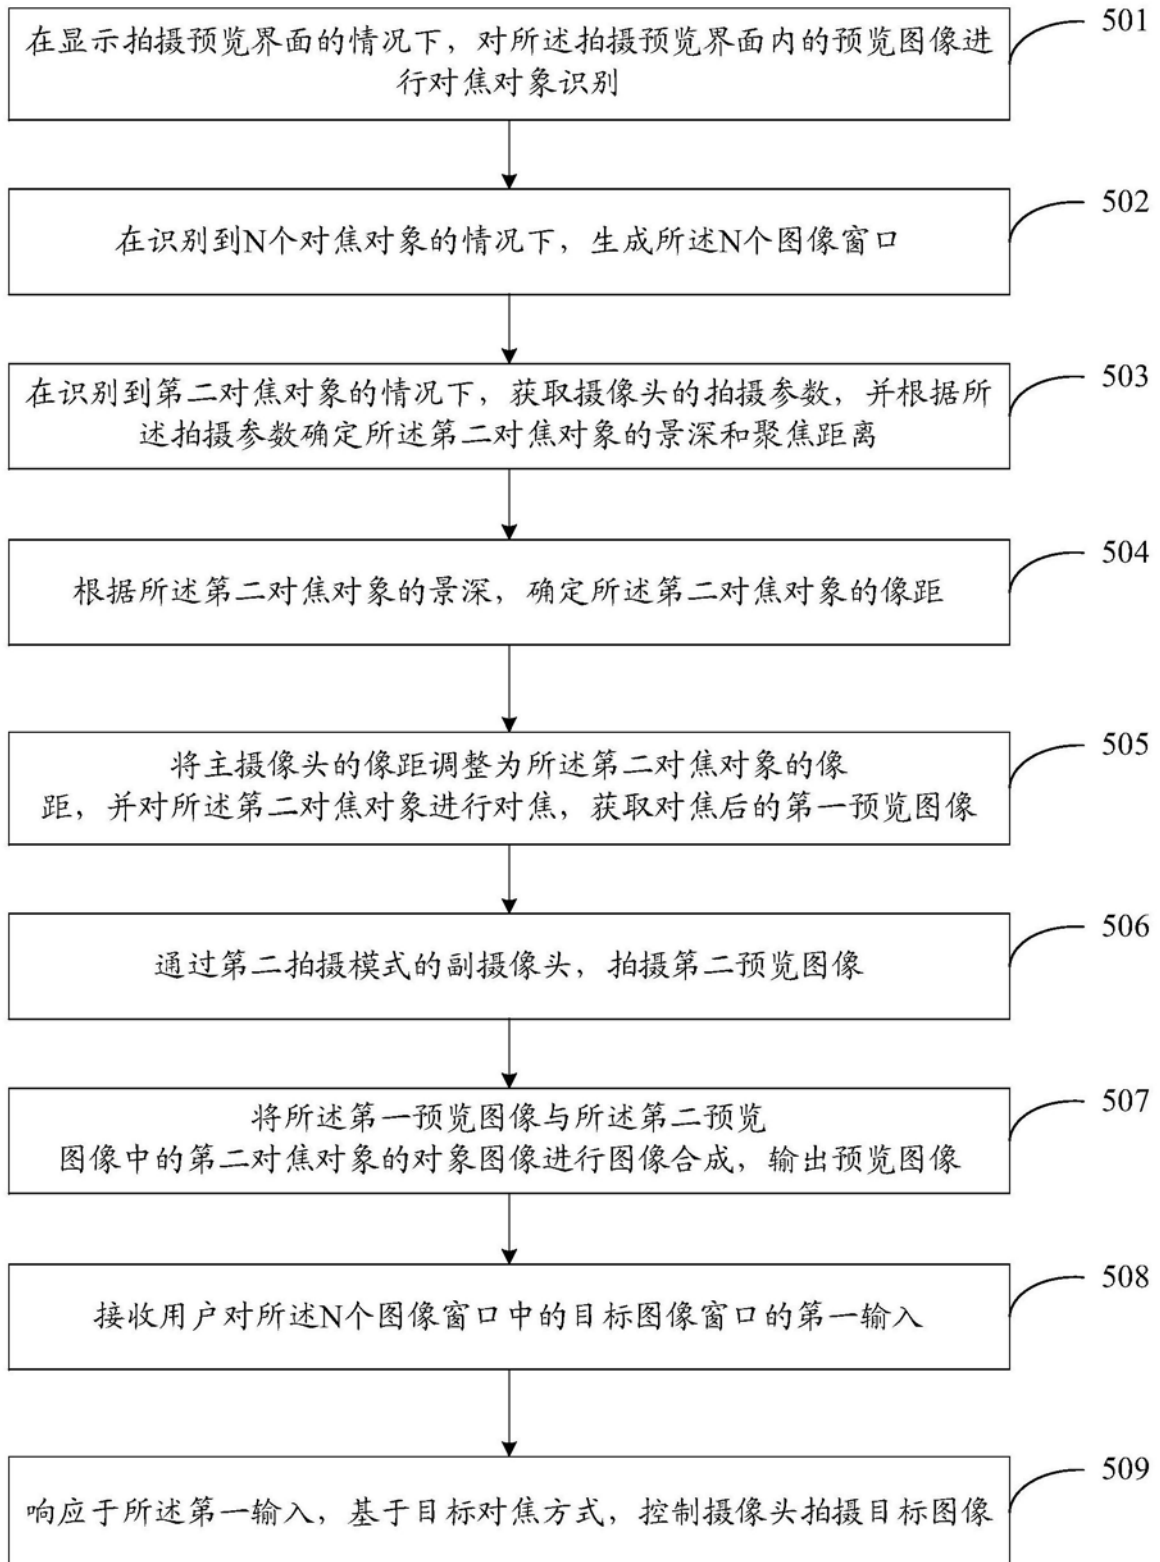 在显示拍摄预览界面的情况下，对所述拍摄预览界面内的预览图像进
行对焦对象识别
501
在识别到N个对焦对象的情况下，生成所述N个图像窗口
502
在识别到第二对焦对象的情况下，获取摄像头的拍摄参数，并根据所
述拍摄参数确定所述第二对焦对象的景深和聚焦距离
503
根据所述第二对焦对象的景深，确定所述第二对焦对象的像距
504
将主摄像头的像距调整为所述第二对焦对象的像
距，并对所述第二对焦对象进行对焦，获取对焦后的第一预览图像
505
通过第二拍摄模式的副摄像头，拍摄第二预览图像
506
将所述第一预览图像与所述第二预览
图像中的第二对焦对象的对象图像进行图像合成，输出预览图像
507
接收用户对所述N个图像窗口中的目标图像窗口的第一输入
508
响应于所述第一输入，基于目标对焦方式，控制摄像头拍摄目标图像
509